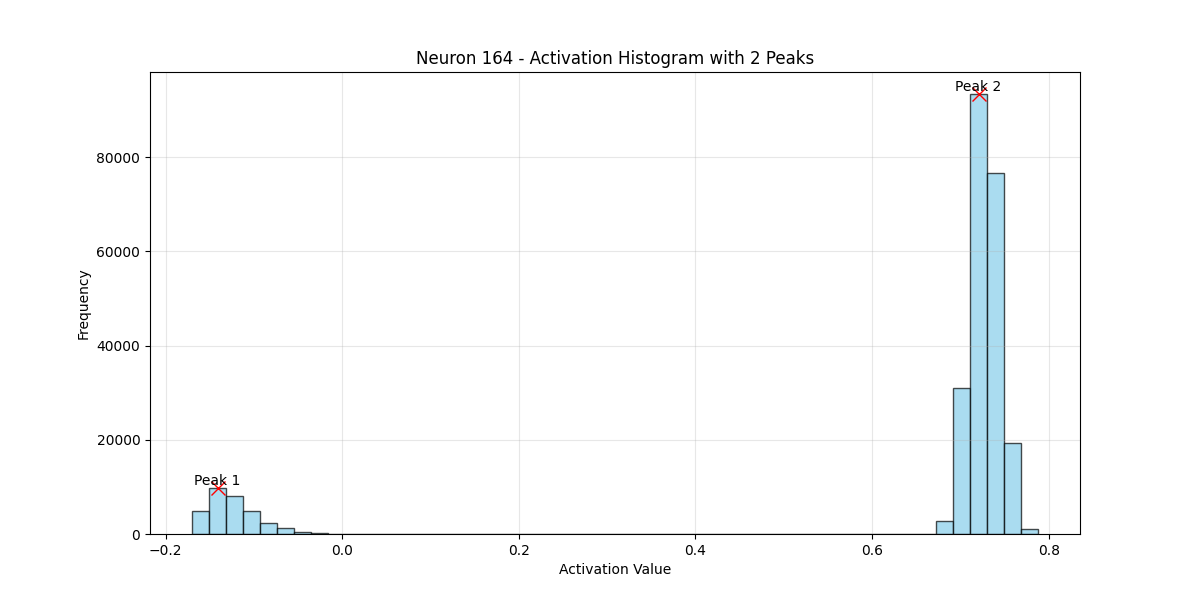 Neuron 164 - Activation Histogram with 2 Peaks
Peak 2
Peak 1
Frequency
80000
60000
40000
20000
0
−0.2 0.0 0.2 0.4 0.6 0.8
Activation Value